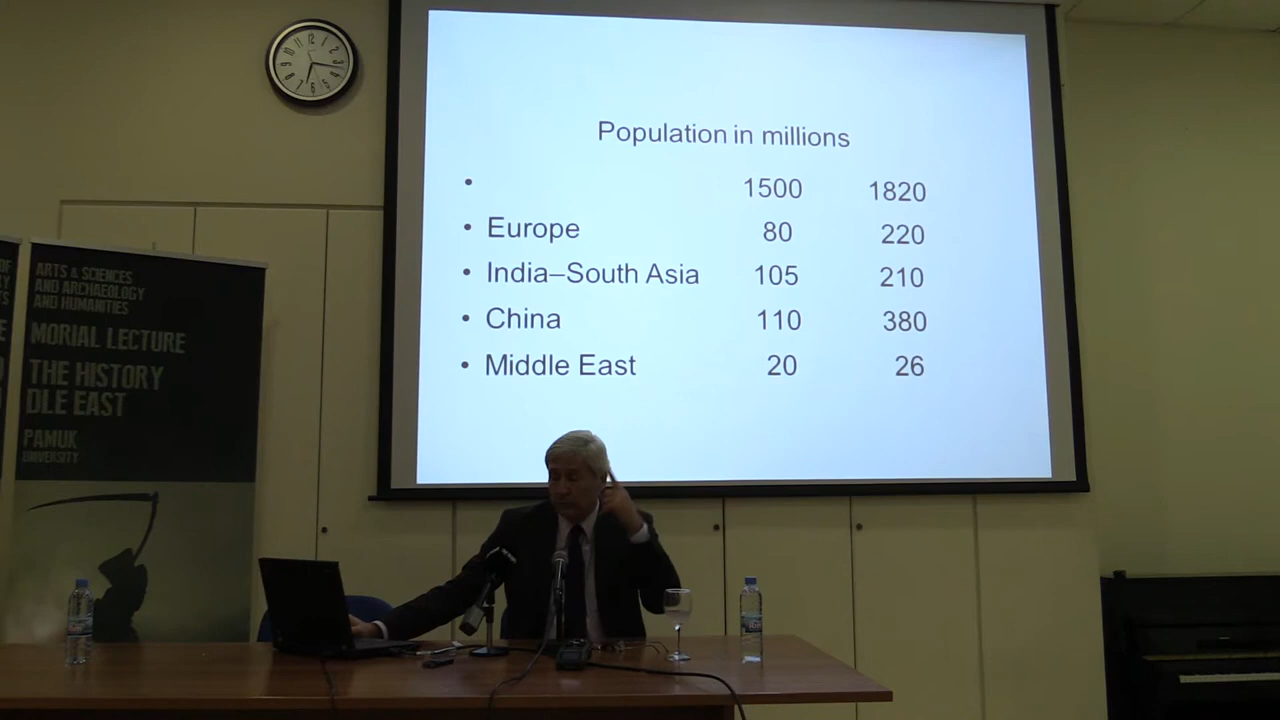 Population in millions
1500 1820
• Europe 80 220
• India–South Asia 105 210
• China 110 380
• Middle East 20 26
ARTS & SCIENCES
AND ARCHAEOLOGY
AND HUMANITIES
MORIAL LECTURE
THE HISTORY
DLE EAST
PAMUK
UNIVERSITY